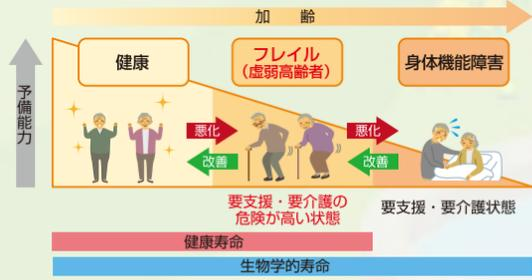 加 齢
予備能力
健康
フレイル
（虚弱高齢者）
身体機能障害
悪化
改善
悪化
改善
要支援・要介護の
危険が高い状態
要支援・要介護状態
健康寿命
生物学的寿命